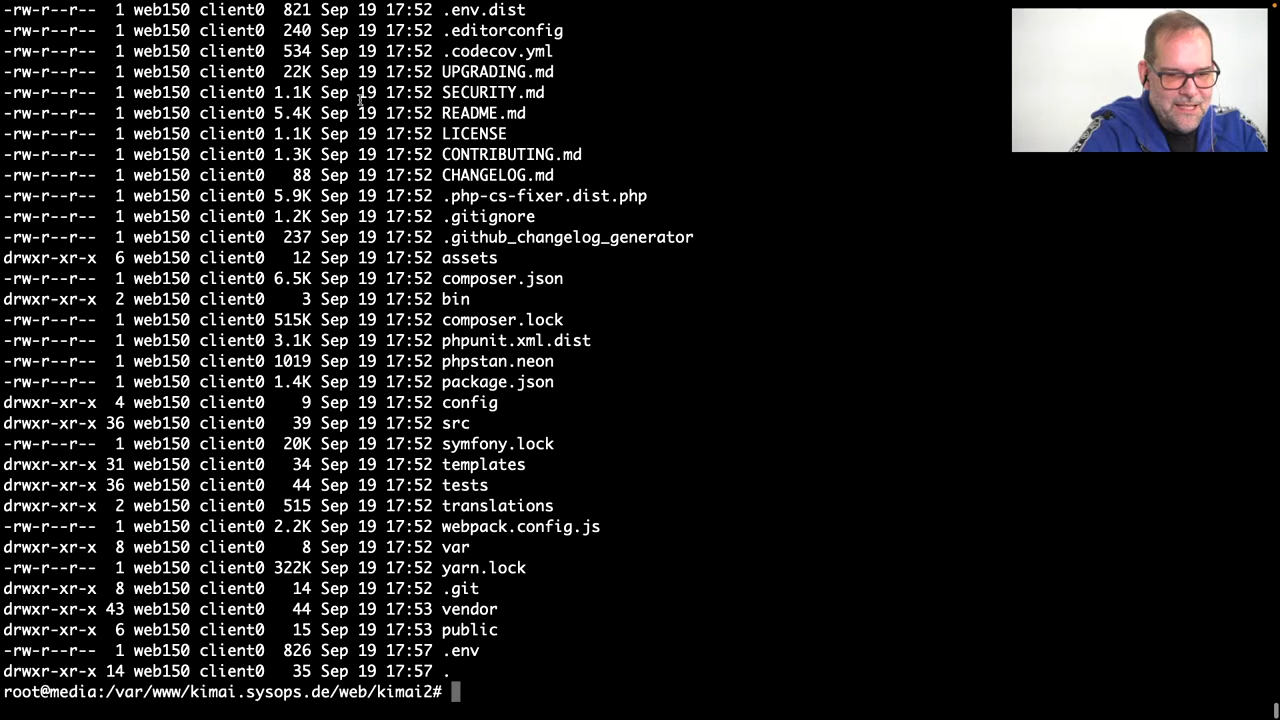 -rw-r--r-- 1 web150 client0 821 Sep 19 17:52 .env.dist
-rw-r--r-- 1 web150 client0 240 Sep 19 17:52 .editorconfig
-rw-r--r-- 1 web150 client0 534 Sep 19 17:52 .codecov.yml
-rw-r--r-- 1 web150 client0 22K Sep 19 17:52 UPGRADING.md
-rw-r--r-- 1 web150 client0 1.1K Sep 19 17:52 SECURITY.md
-rw-r--r-- 1 web150 client0 5.4K Sep 19 17:52 README.md
-rw-r--r-- 1 web150 client0 1.1K Sep 19 17:52 LICENSE
-rw-r--r-- 1 web150 client0 1.3K Sep 19 17:52 CONTRIBUTING.md
-rw-r--r-- 1 web150 client0 88 Sep 19 17:52 CHANGELOG.md
-rw-r--r-- 1 web150 client0 5.9K Sep 19 17:52 .php-cs-fixer.dist.php
-rw-r--r-- 1 web150 client0 1.2K Sep 19 17:52 .gitignore
-rw-r--r-- 1 web150 client0 237 Sep 19 17:52 .github_changelog_generator
drwxr-xr-x 6 web150 client0 12 Sep 19 17:52 assets
-rw-r--r-- 1 web150 client0 6.5K Sep 19 17:52 composer.json
drwxr-xr-x 2 web150 client0 3 Sep 19 17:52 bin
-rw-r--r-- 1 web150 client0 515K Sep 19 17:52 composer.lock
-rw-r--r-- 1 web150 client0 3.1K Sep 19 17:52 phpunit.xml.dist
-rw-r--r-- 1 web150 client0 1019 Sep 19 17:52 phpstan.neon
-rw-r--r-- 1 web150 client0 1.4K Sep 19 17:52 package.json
drwxr-xr-x 4 web150 client0 9 Sep 19 17:52 config
drwxr-xr-x 36 web150 client0 39 Sep 19 17:52 src
-rw-r--r-- 1 web150 client0 20K Sep 19 17:52 symfony.lock
drwxr-xr-x 31 web150 client0 34 Sep 19 17:52 templates
drwxr-xr-x 36 web150 client0 44 Sep 19 17:52 tests
drwxr-xr-x 2 web150 client0 515 Sep 19 17:52 translations
-rw-r--r-- 1 web150 client0 2.2K Sep 19 17:52 webpack.config.js
drwxr-xr-x 8 web150 client0 8 Sep 19 17:52 var
-rw-r--r-- 1 web150 client0 322K Sep 19 17:52 yarn.lock
drwxr-xr-x 8 web150 client0 14 Sep 19 17:52 .git
drwxr-xr-x 43 web150 client0 44 Sep 19 17:53 vendor
drwxr-xr-x 6 web150 client0 15 Sep 19 17:53 public
-rw-r--r-- 1 web150 client0 826 Sep 19 17:57 .env
drwxr-xr-x 14 web150 client0 35 Sep 19 17:57 .
root@media:/var/www/kimai.sysops.de/web/kimai2#